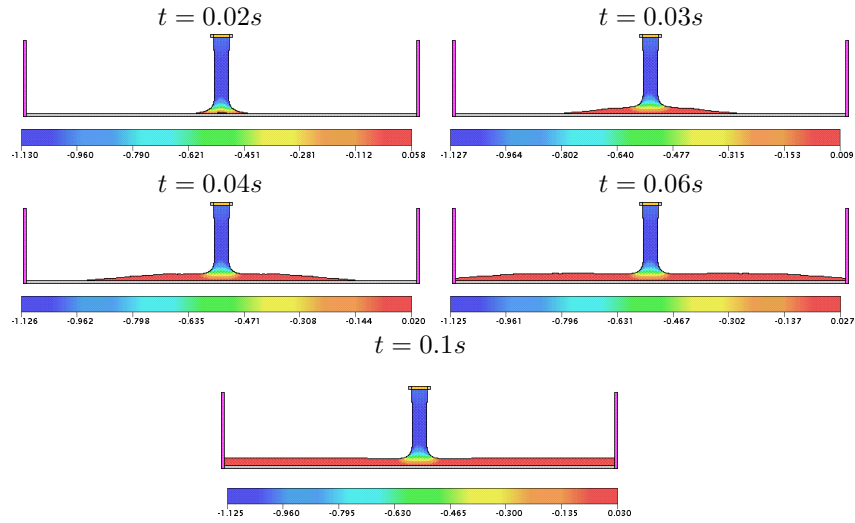 t = 0.02s
t = 0.03s
-1.130 -0.960 -0.790 -0.621 -0.451 -0.281 -0.112 0.058
-1.127 -0.964 -0.802 -0.640 -0.477 -0.315 -0.153 0.009
t = 0.04s
t = 0.06s
-1.126 -0.962 -0.798 -0.635 -0.471 -0.308 -0.144 0.020
-1.125 -0.961 -0.796 -0.631 -0.467 -0.302 -0.137 0.027
t = 0.1s
-1.125 -0.960 -0.795 -0.630 -0.465 -0.300 -0.135 0.030